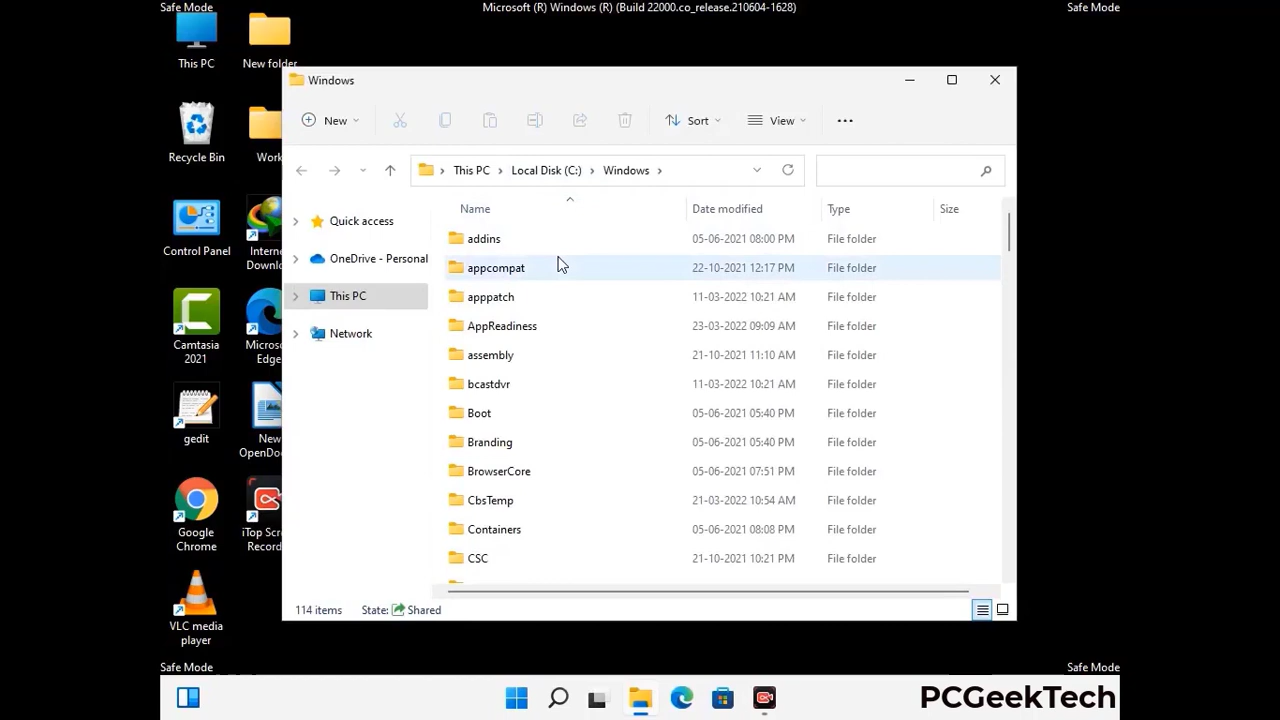 Safe Mode
Microsoft (R) Windows (R) (Build 22000.co_release.210604-1628)
Safe Mode
This PC
New folder
Recycle Bin
Work
Control Panel
Internet
Downlo
Camtasia
2021
Micros
Edge
gedit
New
OpenDoc
Google
Chrome
iTop Scr
Record
VLC media
player
Windows
New
Sort
View
This PC
Local Disk (C:)
Windows
Quick access
OneDrive - Personal
This PC
Network
Name Date modified Type Size
addins 05-06-2021 08:00 PM File folder
appcompat 22-10-2021 12:17 PM File folder
apppatch 11-03-2022 10:21 AM File folder
AppReadiness 23-03-2022 09:09 AM File folder
assembly 21-10-2021 11:10 AM File folder
bcastdvr 11-03-2022 10:21 AM File folder
Boot 05-06-2021 05:40 PM File folder
Branding 05-06-2021 05:40 PM File folder
BrowserCore 05-06-2021 07:51 PM File folder
CbsTemp 21-03-2022 10:54 AM File folder
Containers 05-06-2021 08:08 PM File folder
CSC 21-10-2021 10:21 PM File folder
114 items State: Shared
Safe Mode
Safe Mode
PCGeekTech